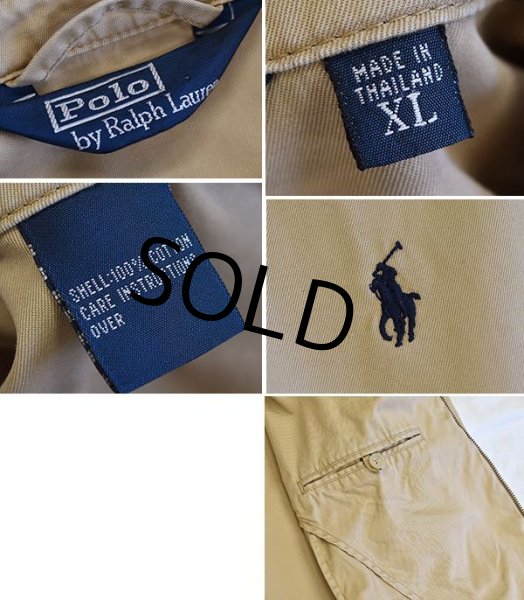 Polo
by Ralph Lauren
MADE IN
THAILAND
XL
SHELL:100% COTTON
CARE INSTRUCTIONS
OVER
SOLD